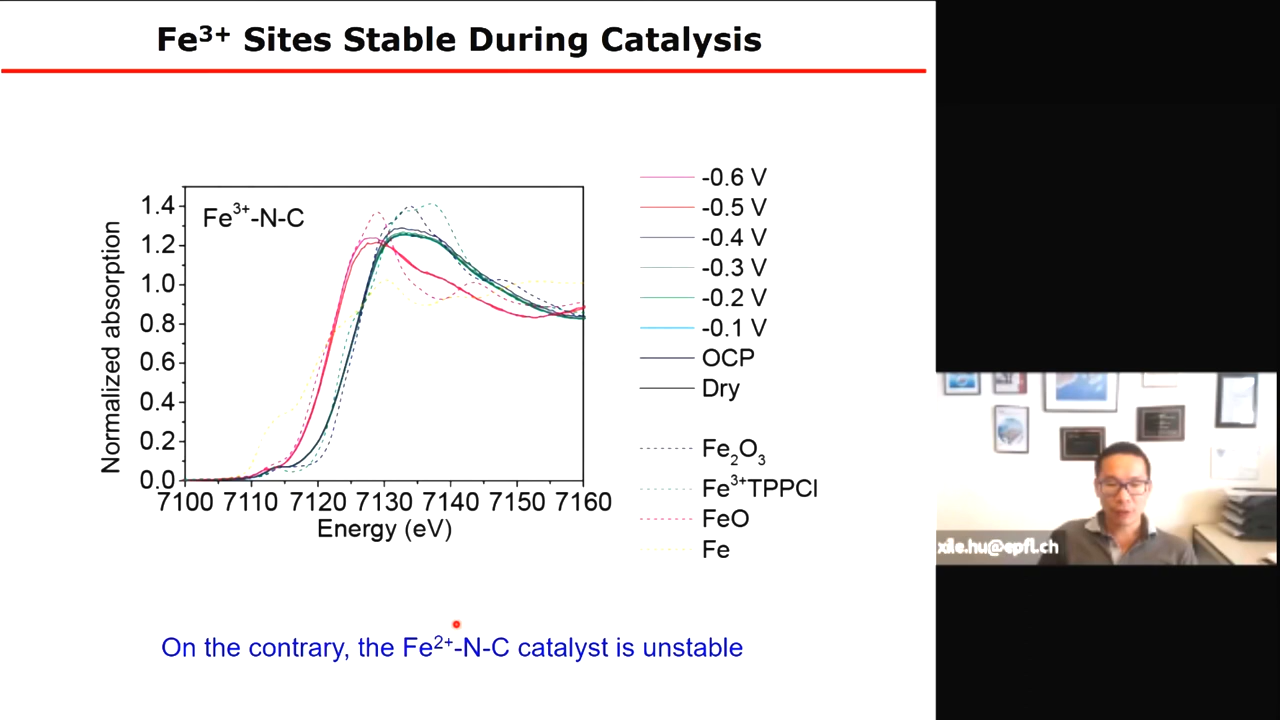 Fe3+ Sites Stable During Catalysis
Fe3+-N-C
Normalized absorption
1.4
1.2
1.0
0.8
0.6
0.4
0.2
0.0
7100 7110 7120 7130 7140 7150 7160
Energy (eV)
-0.6 V
-0.5 V
-0.4 V
-0.3 V
-0.2 V
-0.1 V
OCP
Dry
Fe2O3
Fe3+TPPCl
FeO
Fe
On the contrary, the Fe2+-N-C catalyst is unstable
xile.hu@epfl.ch